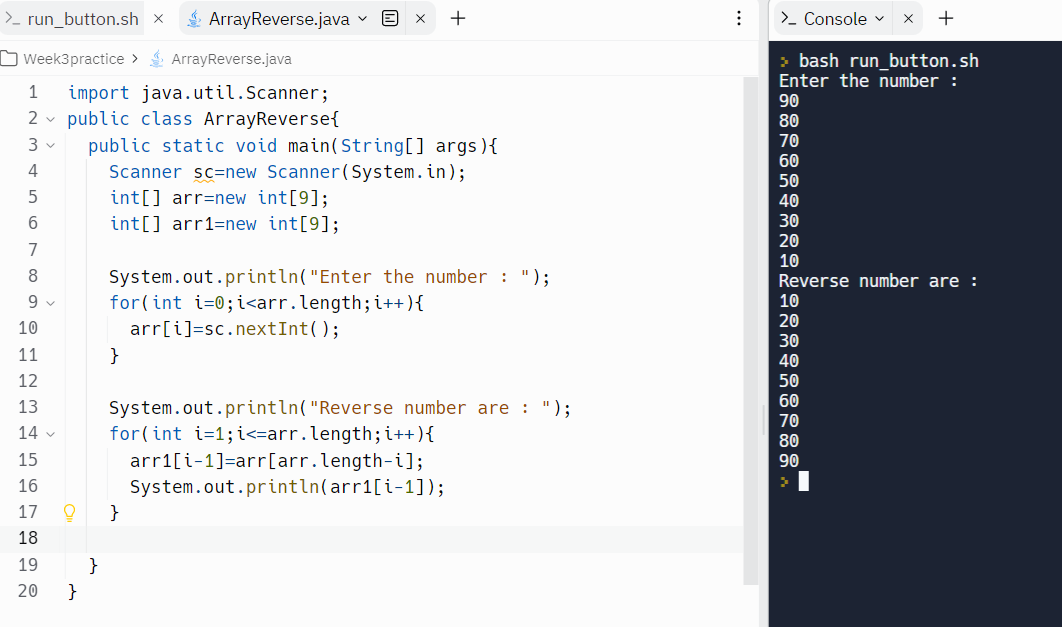 >_ run_button.sh × ArrayReverse.java × +
Week3practice > ArrayReverse.java
1 import java.util.Scanner;
2 public class ArrayReverse{
3 public static void main(String[] args){
4 Scanner sc=new Scanner(System.in);
5 int[] arr=new int[9];
6 int[] arr1=new int[9];
7
8 System.out.println("Enter the number : ");
9 for(int i=0;i<arr.length;i++){
10 arr[i]=sc.nextInt();
11 }
12
13 System.out.println("Reverse number are : ");
14 for(int i=1;i<=arr.length;i++){
15 arr1[i-1]=arr[arr.length-i];
16 System.out.println(arr1[i-1]);
17 }
18
19 }
20 }
>_ Console × +
> bash run_button.sh
Enter the number :
90
80
70
60
50
40
30
20
10
Reverse number are :
10
20
30
40
50
60
70
80
90
>